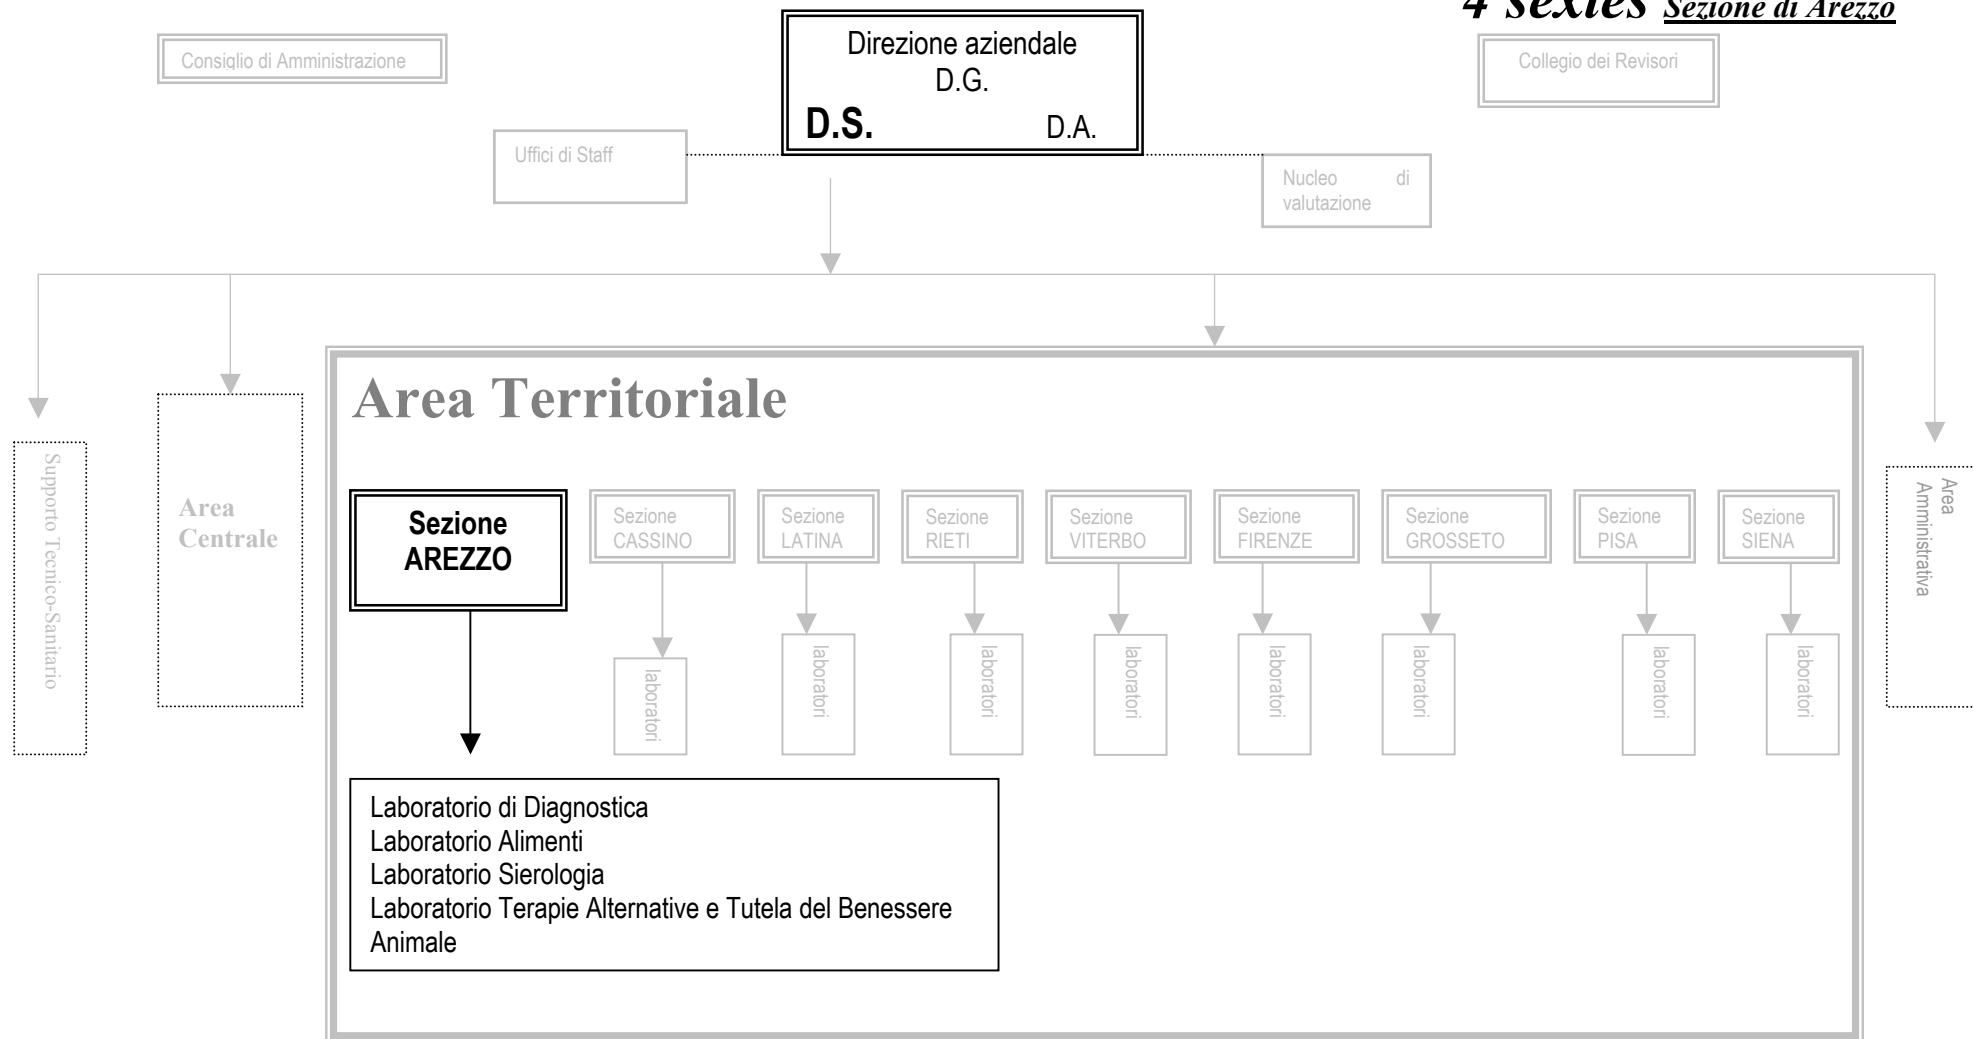 4 sexies Sezione di Arezzo
Consiglio di Amministrazione
Direzione aziendale
D.G.
D.S. D.A.
Collegio dei Revisori
Uffici di Staff
Nucleo di
valutazione
Supporto Tecnico-Sanitario
Area
Centrale
Area Territoriale
Sezione
AREZZO
Sezione
CASSINO
Sezione
LATINA
Sezione
RIETI
Sezione
VITERBO
Sezione
FIRENZE
Sezione
GROSSETO
Sezione
PISA
Sezione
SIENA
laboratori
laboratori
laboratori
laboratori
laboratori
laboratori
laboratori
laboratori
Area
Amministrativa
Laboratorio di Diagnostica
Laboratorio Alimenti
Laboratorio Sierologia
Laboratorio Terapie Alternative e Tutela del Benessere
Animale